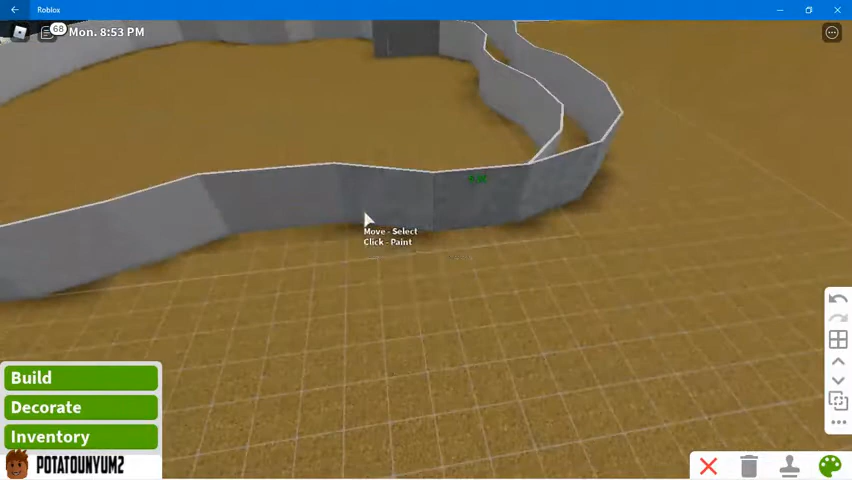 Roblox
68
Mon. 8:53 PM
Move - Select
Click - Paint
Build
Decorate
Inventory
POTATOUNYUM2